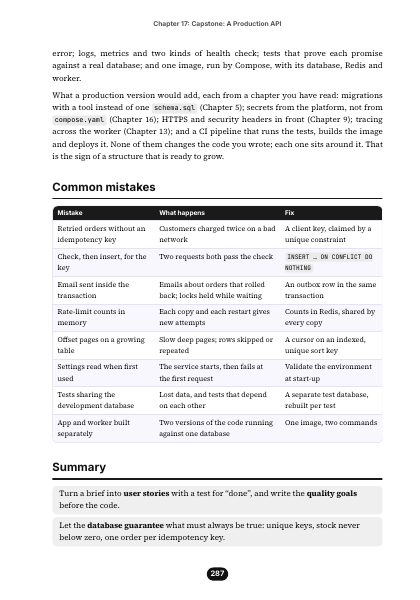 Chapter 17: Capstone: A Production API
error; logs, metrics and two kinds of health check; tests that prove each promise
against a real database; and one image, run by Compose, with its database, Redis and
worker.
What a production version would add, each from a chapter you have read: migrations
with a tool instead of one schema.sql (Chapter 5); secrets from the platform, not from
compose.yaml (Chapter 16); HTTPS and security headers in front (Chapter 9); tracing
across the worker (Chapter 13); and a CI pipeline that runs the tests, builds the image
and deploys it. None of them changes the code you wrote; each one sits around it. That
is the sign of a structure that is ready to grow.
Common mistakes
Mistake What happens Fix
Retried orders without an Customers charged twice on a bad A client key, claimed by a
idempotency key network unique constraint
Check, then insert, for the Two requests both pass the check INSERT … ON CONFLICT DO
key NOTHING
Email sent inside the Emails about orders that rolled An outbox row in the same
transaction back; locks held while waiting transaction
Rate-limit counts in Each copy and each restart gives Counts in Redis, shared by
memory new attempts every copy
Offset pages on a growing Slow deep pages; rows skipped or A cursor on an indexed,
table repeated unique sort key
Settings read when first The service starts, then fails at Validate the environment
used the first request at start-up
Tests sharing the Lost data, and tests that depend A separate test database,
development database on each other rebuilt per test
App and worker built Two versions of the code running One image, two commands
separately against one database
Summary
Turn a brief into user stories with a test for “done”, and write the quality goals
before the code.
Let the database guarantee what must always be true: unique keys, stock never
below zero, one order per idempotency key.
287